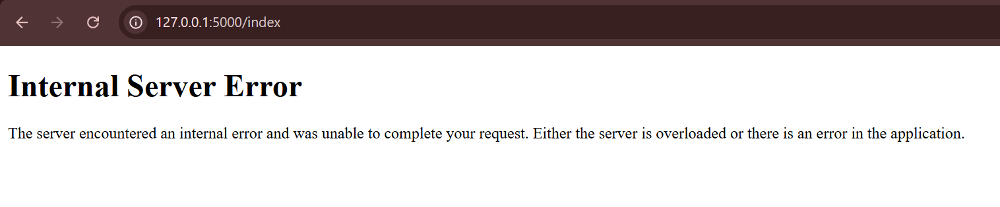 127.0.0.1:5000/index
Internal Server Error
The server encountered an internal error and was unable to complete your request. Either the server is overloaded or there is an error in the application.